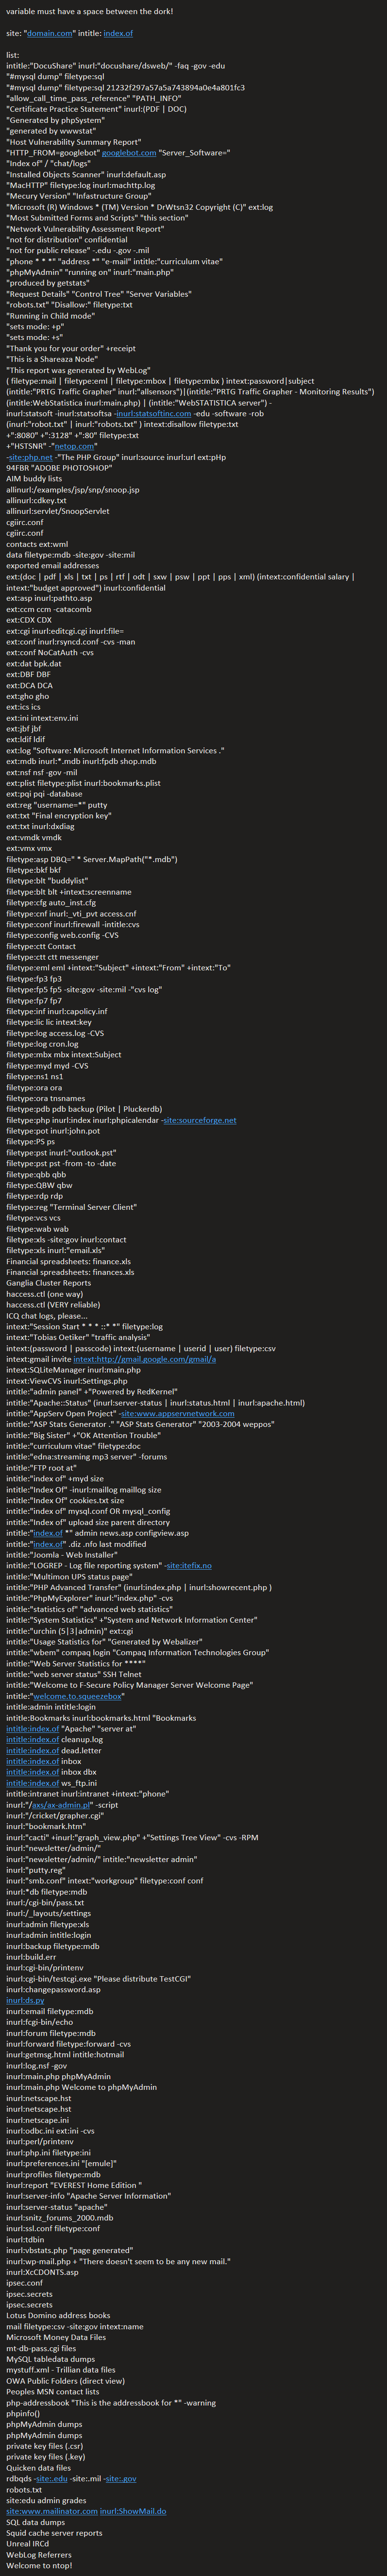 variable must have a space between the dork!
site: "domain.com" intitle: index.of
list:
intitle:"DocuShare" inurl:"docushare/dsweb/" -faq -gov -edu
"#mysql dump" filetype:sql
"#mysql dump" filetype:sql 21232f297a57a5a743894a0e4a801fc3
"allow_call_time_pass_reference" "PATH_INFO"
"Certificate Practice Statement" inurl:(PDF | DOC)
"Generated by phpSystem"
"generated by wwwstat"
"Host Vulnerability Summary Report"
"HTTP_FROM=googlebot" googlebot.com "Server_Software="
"Index of" / "chat/logs"
"Installed Objects Scanner" inurl:default.asp
"MacHTTP" filetype:log inurl:machttp.log
"Mecury Version" "Infastructure Group"
"Microsoft (R) Windows * (TM) Version * DrWtsn32 Copyright (C)" ext:log
"Most Submitted Forms and Scripts" "this section"
"Network Vulnerability Assessment Report"
"not for distribution" confidential
"not for public release" -.edu -.gov -.mil
"phone * * *" "address *" "e-mail" intitle:"curriculum vitae"
"phpMyAdmin" "running on" inurl:"main.php"
"produced by getstats"
"Request Details" "Control Tree" "Server Variables"
"robots.txt" "Disallow:" filetype:txt
"Running in Child mode"
"sets mode: +p"
"sets mode: +s"
"Thank you for your order" +receipt
"This is a Shareaza Node"
"This report was generated by WebLog"
( filetype:mail | filetype:eml | filetype:mbox | filetype:mbx ) intext:password|subject
(intitle:"PRTG Traffic Grapher" inurl:"allsensors")|(intitle:"PRTG Traffic Grapher - Monitoring Results")
(intitle:WebStatistica inurl:main.php) | (intitle:"WebSTATISTICA server") -
inurl:statsoft -inurl:statsoftsa -inurl:statsoftinc.com -edu -software -rob
(inurl:"robot.txt" | inurl:"robots.txt" ) intext:disallow filetype:txt
+":8080" +":3128" +":80" filetype:txt
+"HSTSNR" -"netop.com"
-site:php.net -"The PHP Group" inurl:source inurl:url ext:pHp
94FBR "ADOBE PHOTOSHOP"
AIM buddy lists
allinurl:/examples/jsp/snp/snoop.jsp
allinurl:cdkey.txt
allinurl:servlet/SnoopServlet
cgiirc.conf
cgiirc.conf
contacts ext:wml
data filetype:mdb -site:gov -site:mil
exported email addresses
ext:(doc | pdf | xls | txt | ps | rtf | odt | sxw | psw | ppt | pps | xml) (intext:confidential salary |
intext:"budget approved") inurl:confidential
ext:asp inurl:pathto.asp
ext:ccm ccm -catacomb
ext:CDX CDX
ext:cgi inurl:editcgi.cgi inurl:file=
ext:conf inurl:rsyncd.conf -cvs -man
ext:conf NoCatAuth -cvs
ext:dat bpk.dat
ext:DBF DBF
ext:DCA DCA
ext:gho gho
ext:ics ics
ext:ini intext:env.ini
ext:jbf jbf
ext:ldif ldif
ext:log "Software: Microsoft Internet Information Services ."
ext:mdb inurl:*.mdb inurl:fpdb shop.mdb
ext:nsf nsf -gov -mil
ext:plist filetype:plist inurl:bookmarks.plist
ext:pqi pqi -database
ext:reg "username=*" putty
ext:txt "Final encryption key"
ext:txt inurl:dxdiag
ext:vmdk vmdk
ext:vmx vmx
filetype:asp DBQ=" * Server.MapPath("*.mdb")
filetype:bkf bkf
filetype:blt "buddylist"
filetype:blt blt +intext:screenname
filetype:cfg auto_inst.cfg
filetype:cnf inurl:_vti_pvt access.cnf
filetype:conf inurl:firewall -intitle:cvs
filetype:config web.config -CVS
filetype:ctt Contact
filetype:ctt ctt messenger
filetype:eml eml +intext:"Subject" +intext:"From" +intext:"To"
filetype:fp3 fp3
filetype:fp5 fp5 -site:gov -site:mil -"cvs log"
filetype:fp7 fp7
filetype:inf inurl:capolicy.inf
filetype:lic lic intext:key
filetype:log access.log -CVS
filetype:log cron.log
filetype:mbx mbx intext:Subject
filetype:myd myd -CVS
filetype:ns1 ns1
filetype:ora ora
filetype:ora tnsnames
filetype:pdb pdb backup (Pilot | Pluckerdb)
filetype:php inurl:index inurl:phpicalendar -site:sourceforge.net
filetype:pot inurl:john.pot
filetype:PS ps
filetype:pst inurl:"outlook.pst"
filetype:pst pst -from -to -date
filetype:qbb qbb
filetype:QBW qbw
filetype:rdp rdp
filetype:reg "Terminal Server Client"
filetype:vcs vcs
filetype:wab wab
filetype:xls -site:gov inurl:contact
filetype:xls inurl:"email.xls"
Financial spreadsheets: finance.xls
Financial spreadsheets: finances.xls
Ganglia Cluster Reports
haccess.ctl (one way)
haccess.ctl (VERY reliable)
ICQ chat logs, please...
intext:"Session Start * * * ::* *" filetype:log
intext:"Tobias Oetiker" "traffic analysis"
intext:(password | passcode) intext:(username | userid | user) filetype:csv
intext:gmail invite intext:http://gmail.google.com/gmail/a
intext:SQLiteManager inurl:main.php
intext:ViewCVS inurl:Settings.php
intitle:"admin panel" +"Powered by RedKernel"
intitle:"Apache::Status" (inurl:server-status | inurl:status.html | inurl:apache.html)
intitle:"AppServ Open Project" -site:www.appservnetwork.com
intitle:"ASP Stats Generator ." "ASP Stats Generator" "2003-2004 weppos"
intitle:"Big Sister" +"OK Attention Trouble"
intitle:"curriculum vitae" filetype:doc
intitle:"edna:streaming mp3 server" -forums
intitle:"FTP root at"
intitle:"index of" +myd size
intitle:"Index Of" -inurl:maillog maillog size
intitle:"Index Of" cookies.txt size
intitle:"index of" mysql.conf OR mysql_config
intitle:"Index of" upload size parent directory
intitle:"index.of *" admin news.asp configview.asp
intitle:"index.of" .diz .nfo last modified
intitle:"Joomla - Web Installer"
intitle:"LOGREP - Log file reporting system" -site:itefix.no
intitle:"Multimon UPS status page"
intitle:"PHP Advanced Transfer" (inurl:index.php | inurl:showrecent.php )
intitle:"PhpMyExplorer" inurl:"index.php" -cvs
intitle:"statistics of" "advanced web statistics"
intitle:"System Statistics" +"System and Network Information Center"
intitle:"urchin (5|3|admin)" ext:cgi
intitle:"Usage Statistics for" "Generated by Webalizer"
intitle:"wbem" compaq login "Compaq Information Technologies Group"
intitle:"Web Server Statistics for ****"
intitle:"web server status" SSH Telnet
intitle:"Welcome to F-Secure Policy Manager Server Welcome Page"
intitle:"welcome.to.squeezebox"
intitle:admin intitle:login
intitle:Bookmarks inurl:bookmarks.html "Bookmarks
intitle:index.of "Apache" "server at"
intitle:index.of cleanup.log
intitle:index.of dead.letter
intitle:index.of inbox
intitle:index.of inbox dbx
intitle:index.of ws_ftp.ini
intitle:intranet inurl:intranet +intext:"phone"
inurl:"/axs/ax-admin.pl" -script
inurl:"/cricket/grapher.cgi"
inurl:"bookmark.htm"
inurl:"cacti" +inurl:"graph_view.php" +"Settings Tree View" -cvs -RPM
inurl:"newsletter/admin/"
inurl:"newsletter/admin/" intitle:"newsletter admin"
inurl:"putty.reg"
inurl:"smb.conf" intext:"workgroup" filetype:conf conf
inurl:*db filetype:mdb
inurl:/cgi-bin/pass.txt
inurl:/_layouts/settings
inurl:admin filetype:xls
inurl:admin intitle:login
inurl:backup filetype:mdb
inurl:build.err
inurl:cgi-bin/printenv
inurl:cgi-bin/testcgi.exe "Please distribute TestCGI"
inurl:changepassword.asp
inurl:ds.py
inurl:email filetype:mdb
inurl:fcgi-bin/echo
inurl:forum filetype:mdb
inurl:forward filetype:forward -cvs
inurl:getmsg.html intitle:hotmail
inurl:log.nsf -gov
inurl:main.php phpMyAdmin
inurl:main.php Welcome to phpMyAdmin
inurl:netscape.hst
inurl:netscape.hst
inurl:netscape.ini
inurl:odbc.ini ext:ini -cvs
inurl:perl/printenv
inurl:php.ini filetype:ini
inurl:preferences.ini "[emule]"
inurl:profiles filetype:mdb
inurl:report "EVEREST Home Edition "
inurl:server-info "Apache Server Information"
inurl:server-status "apache"
inurl:snitz_forums_2000.mdb
inurl:ssl.conf filetype:conf
inurl:tdbin
inurl:vbstats.php "page generated"
inurl:wp-mail.php + "There doesn't seem to be any new mail."
inurl:XcCDONTS.asp
ipsec.conf
ipsec.secrets
ipsec.secrets
Lotus Domino address books
mail filetype:csv -site:gov intext:name
Microsoft Money Data Files
mt-db-pass.cgi files
MySQL tabledata dumps
mystuff.xml - Trillian data files
OWA Public Folders (direct view)
Peoples MSN contact lists
php-addressbook "This is the addressbook for *" -warning
phpinfo()
phpMyAdmin dumps
phpMyAdmin dumps
private key files (.csr)
private key files (.key)
Quicken data files
rdbqds -site:.edu -site:.mil -site:.gov
robots.txt
site:edu admin grades
site:www.mailinator.com inurl:ShowMail.do
SQL data dumps
Squid cache server reports
Unreal IRCd
WebLog Referrers
Welcome to ntop!